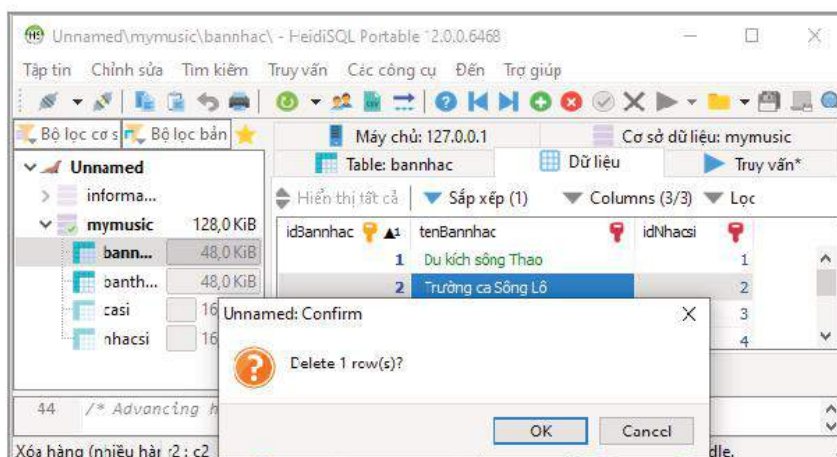 Unnamed\mymusic\bannhac\ - HeidiSQL Portable 12.0.0.6468
Tập tin Chỉnh sửa Tìm kiếm Truy vấn Các công cụ Đến Trợ giúp
Bộ lọc cơ s Bộ lọc bản Máy chủ: 127.0.0.1 Cơ sở dữ liệu: mymusic
Unnamed Table: bannhac Dữ liệu Truy vấn*
informa... Hiển thị tất cả Sắp xếp (1) Columns (3/3) Lọc
mymusic 128,0 KiB idBannhac 1 tenBannhac idNhacsi
bann... 48,0 KiB 1 Du kích sông Thao 1
banth... 48,0 KiB 2 Trường ca Sông Lô 2
casi 16 Unnamed: Confirm 3
nhacsi 16 4
Delete 1 row(s)?
44 /* Advancing h
OK Cancel
Xóa hàng (nhiều hàn r2 : c2 dle.